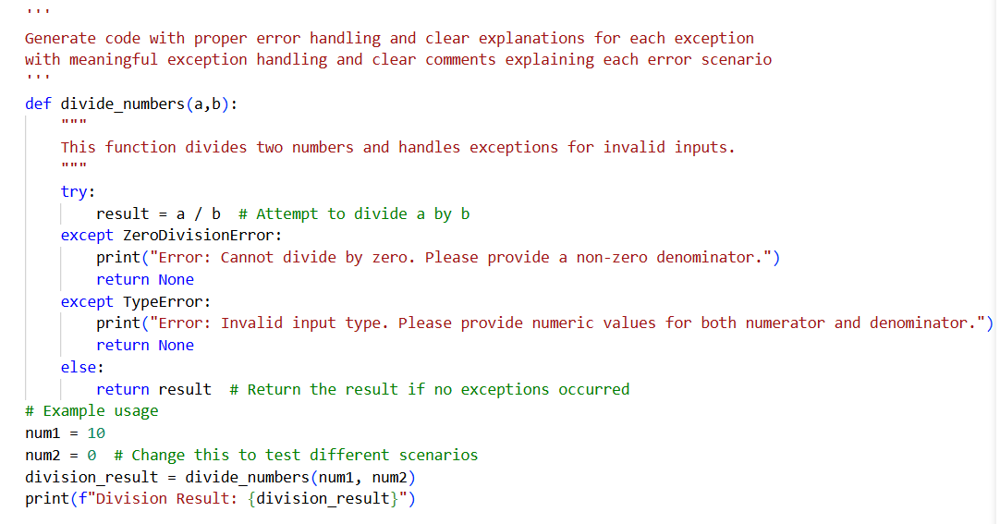 '''
Generate code with proper error handling and clear explanations for each exception
with meaningful exception handling and clear comments explaining each error scenario
'''
def divide_numbers(a,b):
    """
    This function divides two numbers and handles exceptions for invalid inputs.
    """
    try:
        result = a / b  # Attempt to divide a by b
    except ZeroDivisionError:
        print("Error: Cannot divide by zero. Please provide a non-zero denominator.")
        return None
    except TypeError:
        print("Error: Invalid input type. Please provide numeric values for both numerator and denominator.")
        return None
    else:
        return result  # Return the result if no exceptions occurred
# Example usage
num1 = 10
num2 = 0  # Change this to test different scenarios
division_result = divide_numbers(num1, num2)
print(f"Division Result: {division_result}")